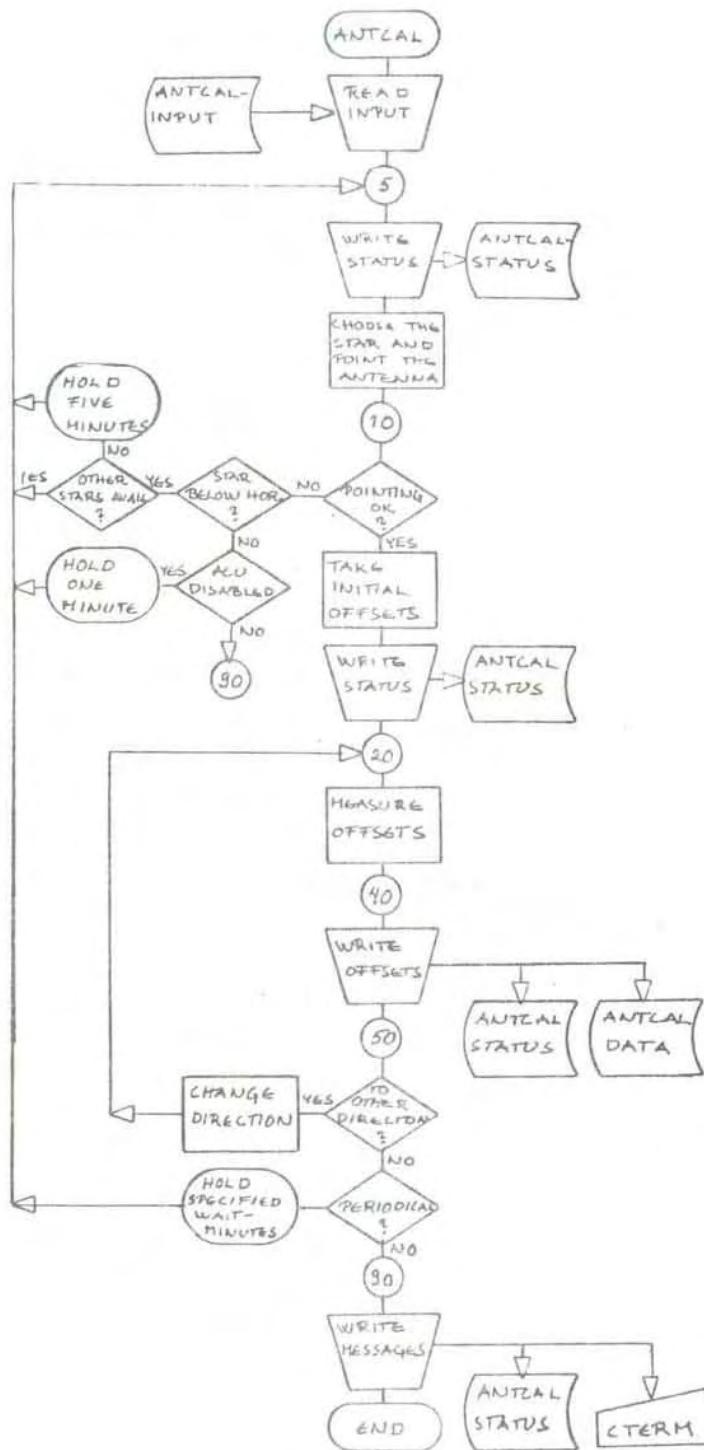 ANTCAL
ANTCAL-
INPUT
READ
INPUT
5
WRITE
STATUS
ANTCAL-
STATUS
CHOOSE THE
STAR AND
POINT THE
ANTENNA
HOLD
FIVE
MINUTES
10
NO
YES
OTHER
STARS AVAIL
?
YES
STAR
BELOW HOR.
?
NO
POINTING
OK
?
NO
YES
HOLD
ONE
MINUTE
YES
ACU
DISABLED
TAKE
INITIAL
OFFSETS
NO
90
WRITE
STATUS
ANTCAL
STATUS
20
MEASURE
OFFSETS
40
WRITE
OFFSETS
ANTCAL
STATUS
ANTCAL
DATA
50
CHANGE
DIRECTION
YES
TO
OTHER
DIRECTION
?
NO
HOLD
SPECIFIED
WAIT-
MINUTES
PERIODICAL
?
NO
90
WRITE
MESSAGES
ANTCAL
STATUS
CTERM
END